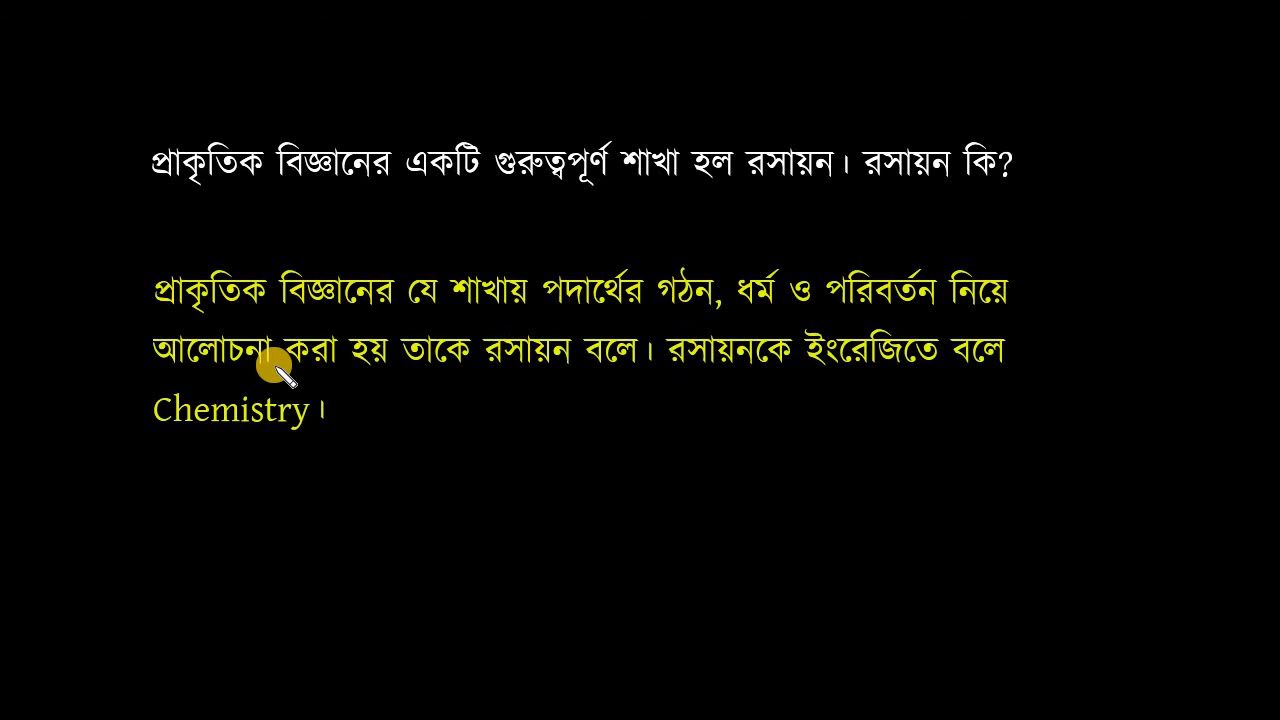 প্রাকৃতিক বিজ্ঞানের একটি গুরুত্বপূর্ণ শাখা হল রসায়ন। রসায়ন কি?
প্রাকৃতিক বিজ্ঞানের যে শাখায় পদার্থের গঠন, ধর্ম ও পরিবর্তন নিয়ে
আলোচনা করা হয় তাকে রসায়ন বলে। রসায়নকে ইংরেজিতে বলে
Chemistry।